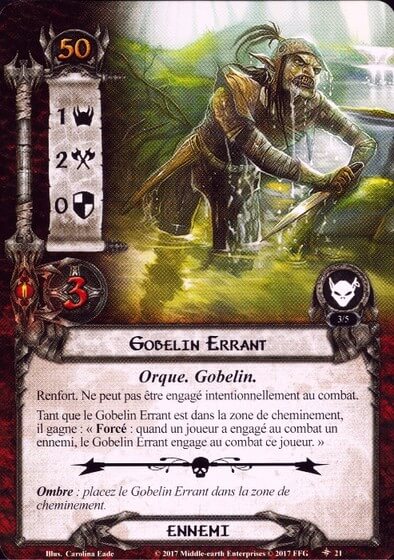 50
1
2
0
3
3/5
GOBELIN ERRANT
Orque. Gobelin.
Renfort. Ne peut pas être engagé intentionnellement au combat.
Tant que le Gobelin Errant est dans la zone de cheminement,
il gagne : « Forcé : quand un joueur a engagé au combat un
ennemi, le Gobelin Errant engage au combat ce joueur. »
Ombre : placez le Gobelin Errant dans la zone de
cheminement.
ENNEMI
Illus. Carolina Eade © 2017 Middle-earth Enterprises © 2017 FFG 21